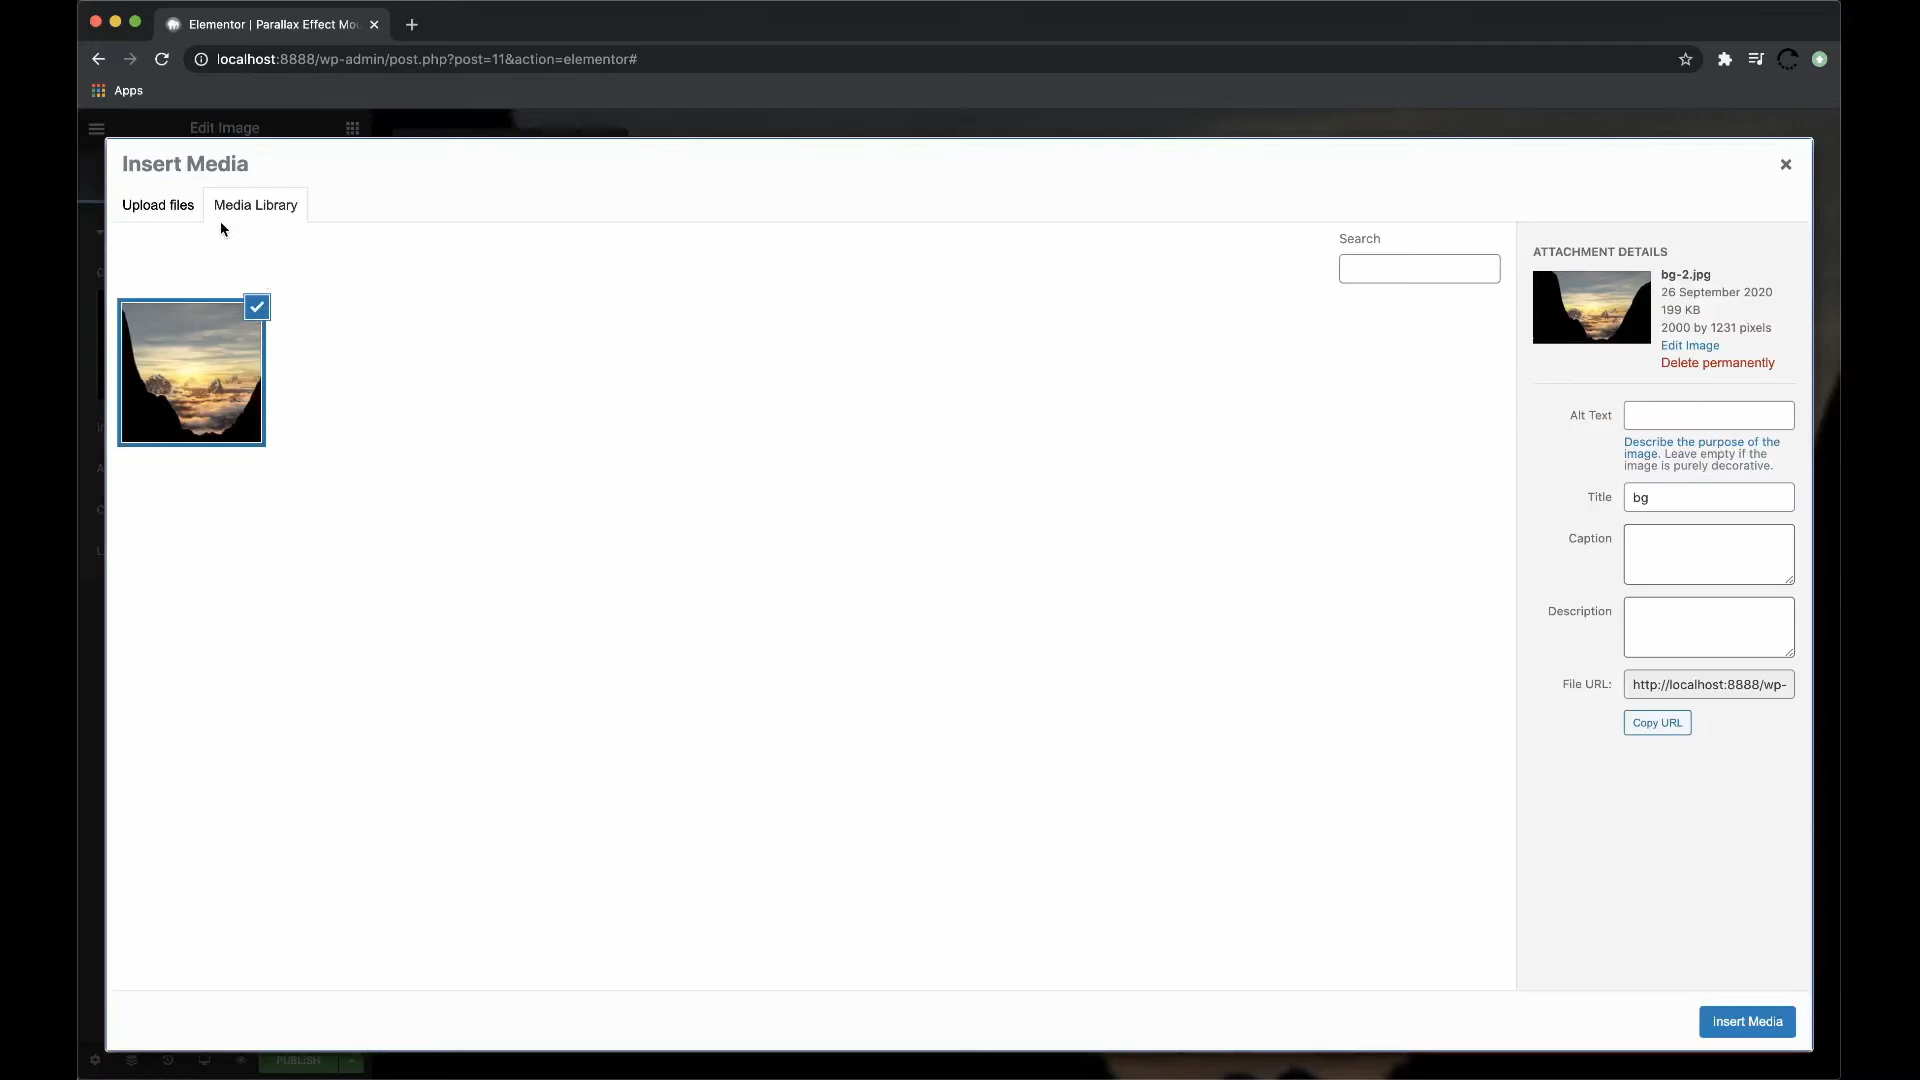 Elementor | Parallax Effect Mou
localhost:8888/wp-admin/post.php?post=11&action=elementor#
Apps
Edit Image
Insert Media
Upload files
Media Library
Search
ATTACHMENT DETAILS
bg-2.jpg
26 September 2020
199 KB
2000 by 1231 pixels
Edit Image
Delete permanently
Alt Text
Describe the purpose of the
image. Leave empty if the
image is purely decorative.
Title
bg
Caption
Description
File URL:
http://localhost:8888/wp-
Copy URL
Insert Media
PUBLISH